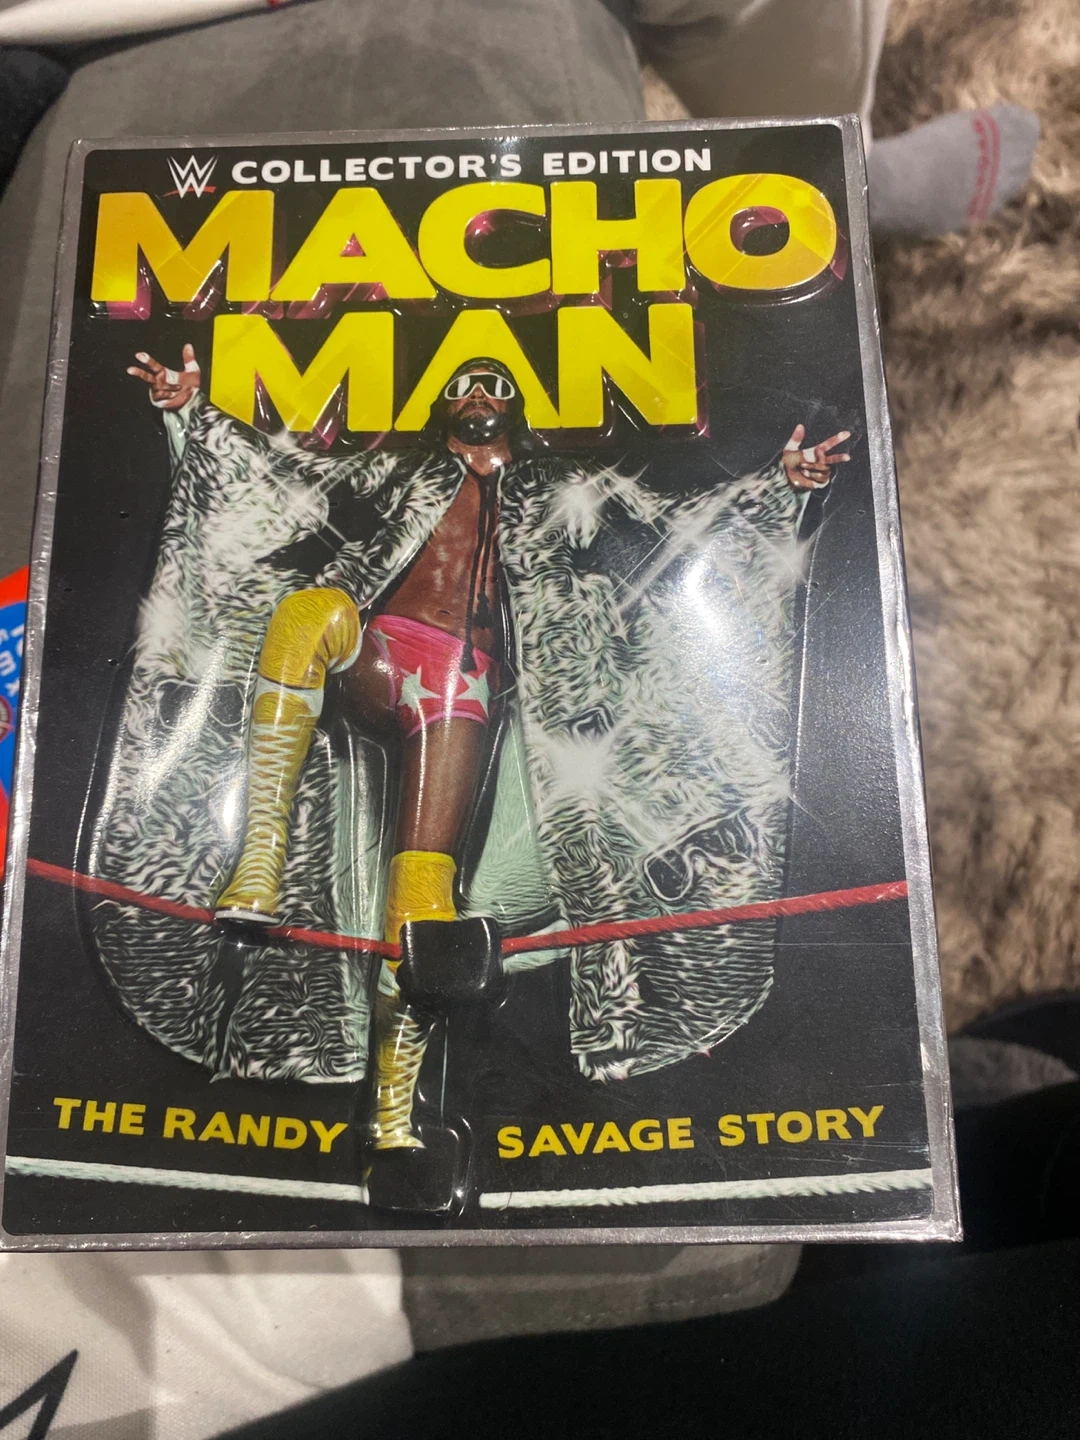 W COLLECTOR'S EDITION
MACHO
MAN
THE RANDY SAVAGE STORY